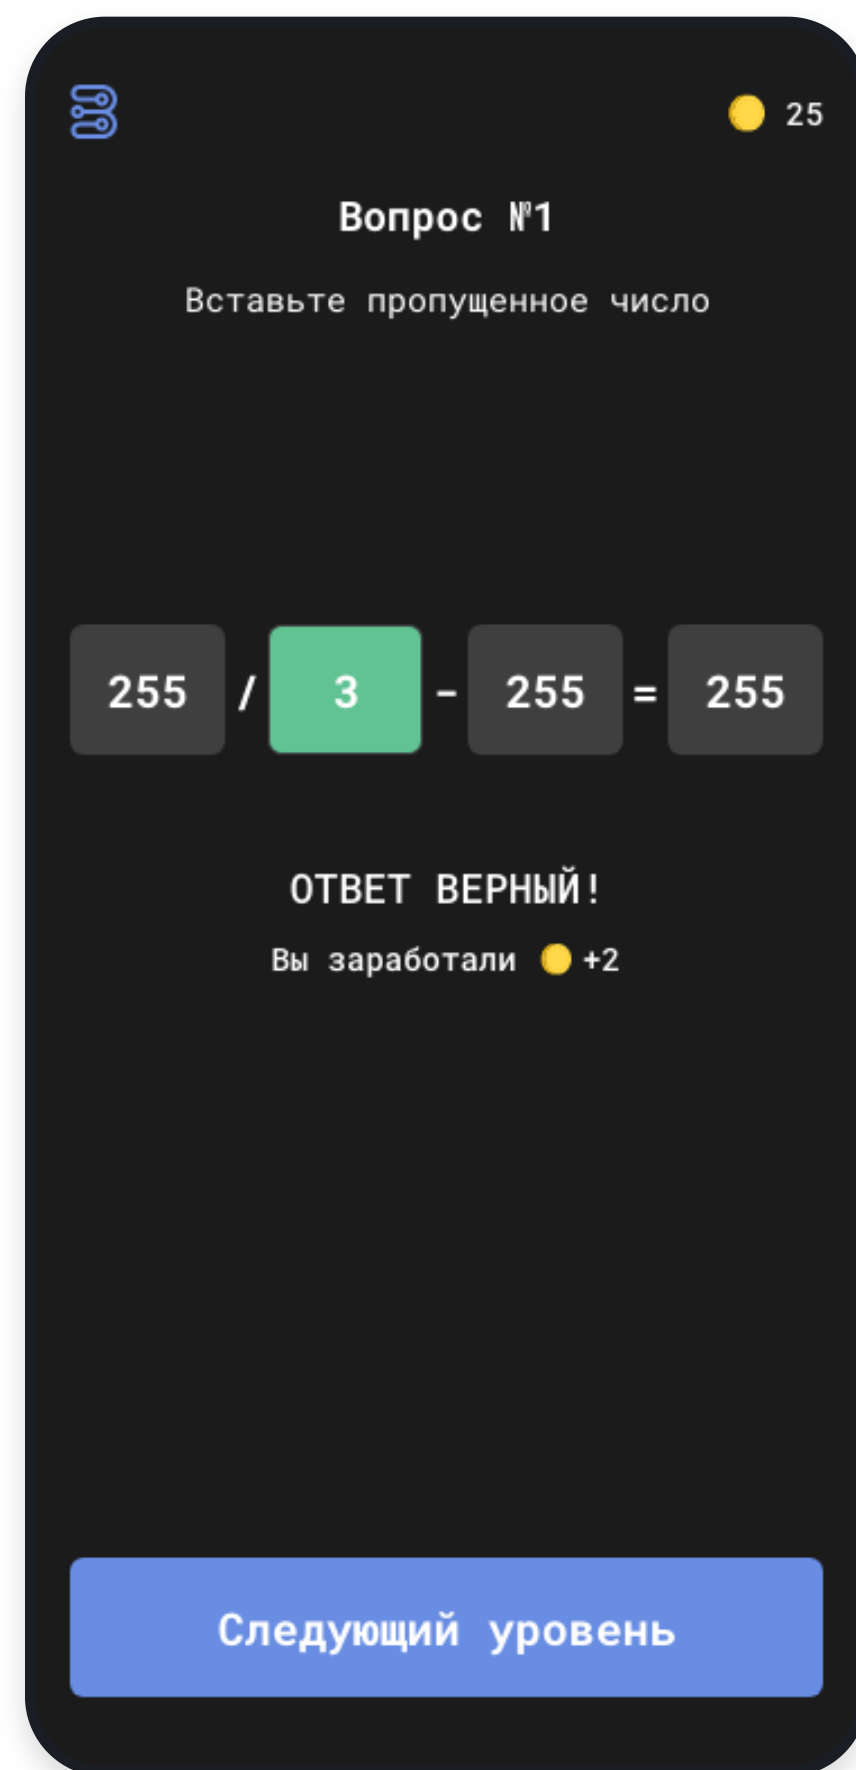 25
Вопрос №1
Вставьте пропущенное число
255 / 3 - 255 = 255
ОТВЕТ ВЕРНЫЙ!
Вы заработали +2
Следующий уровень